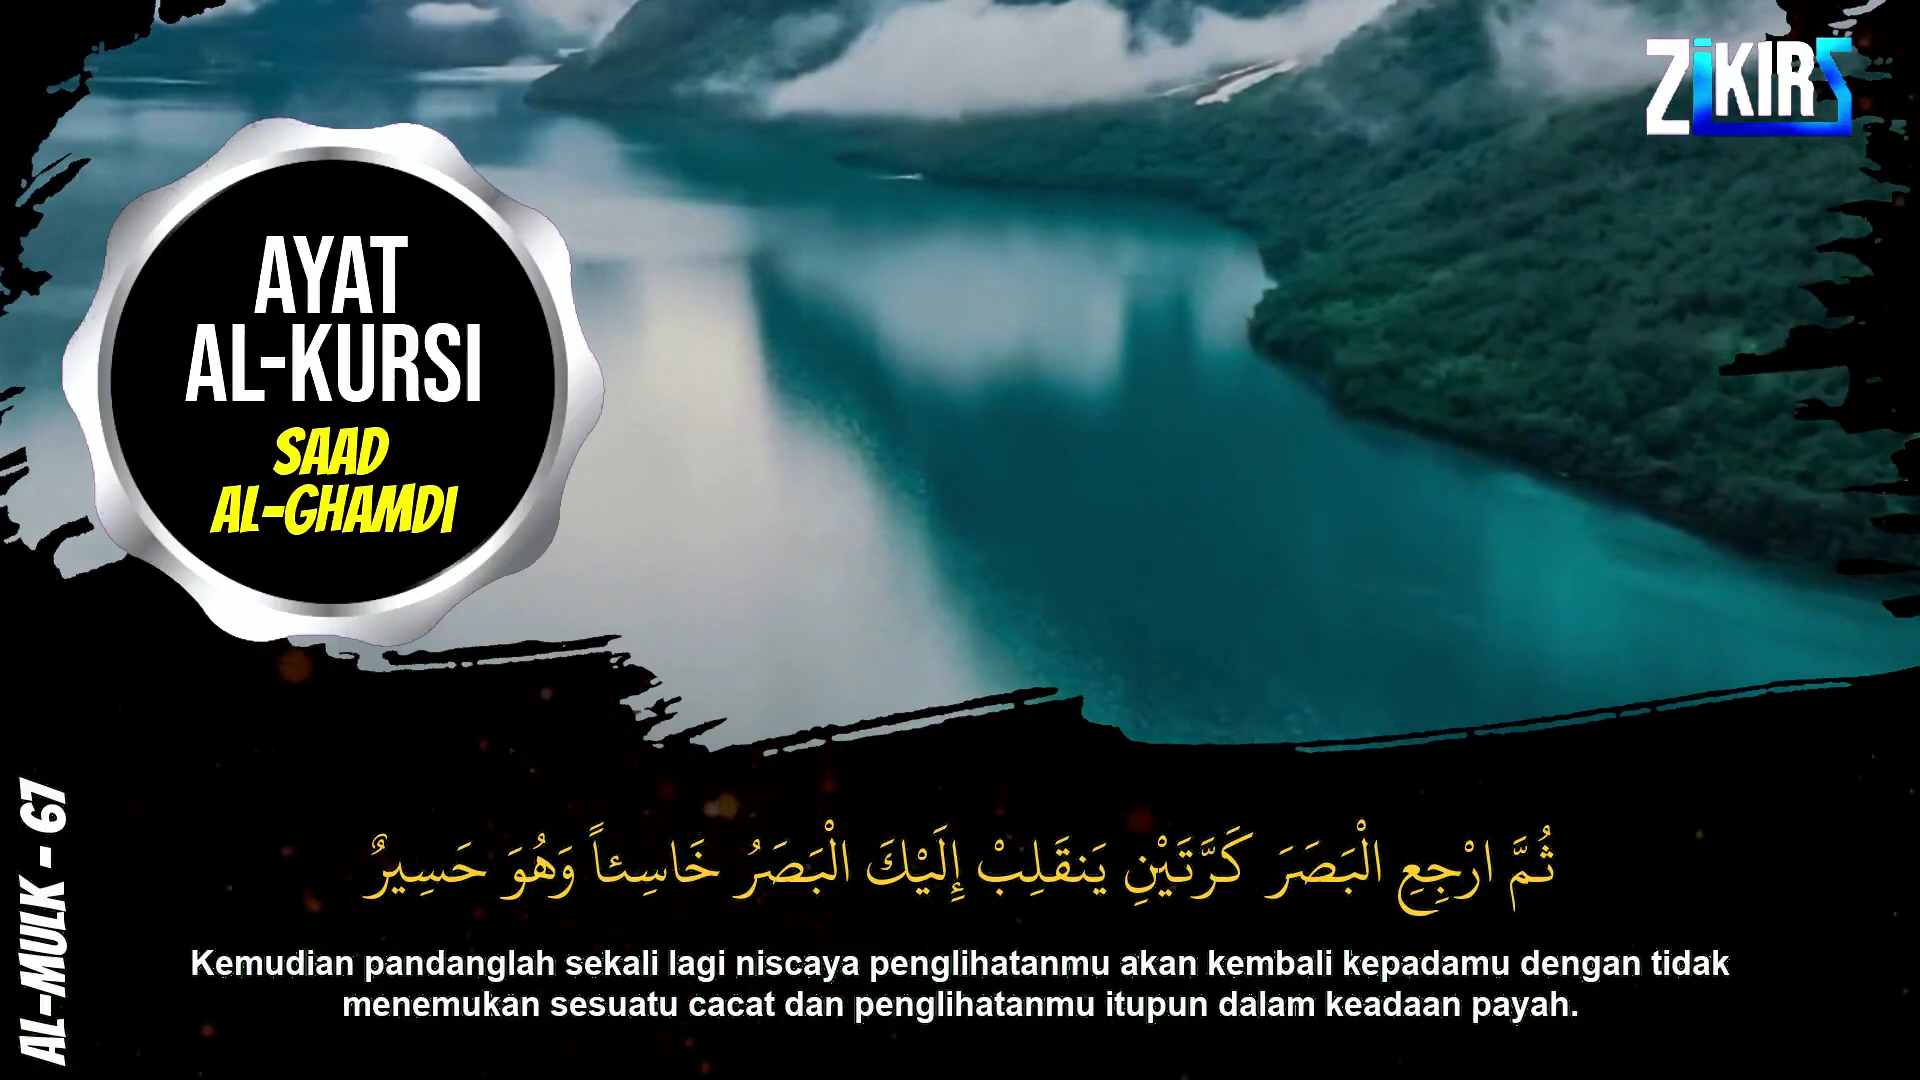 ZiKIRS
AYAT
AL-KURSI
SAAD
AL-GHAMDI
AL-MULK - 67
ثُمَّ ارْجِعِ الْبَصَرَ كَرَّتَيْنِ يَنقَلِبْ إِلَيْكَ الْبَصَرُ خَاسِئاً وَهُوَ حَسِيرٌ
Kemudian pandanglah sekali lagi niscaya penglihatanmu akan kembali kepadamu dengan tidak
menemukan sesuatu cacat dan penglihatanmu itupun dalam keadaan payah.